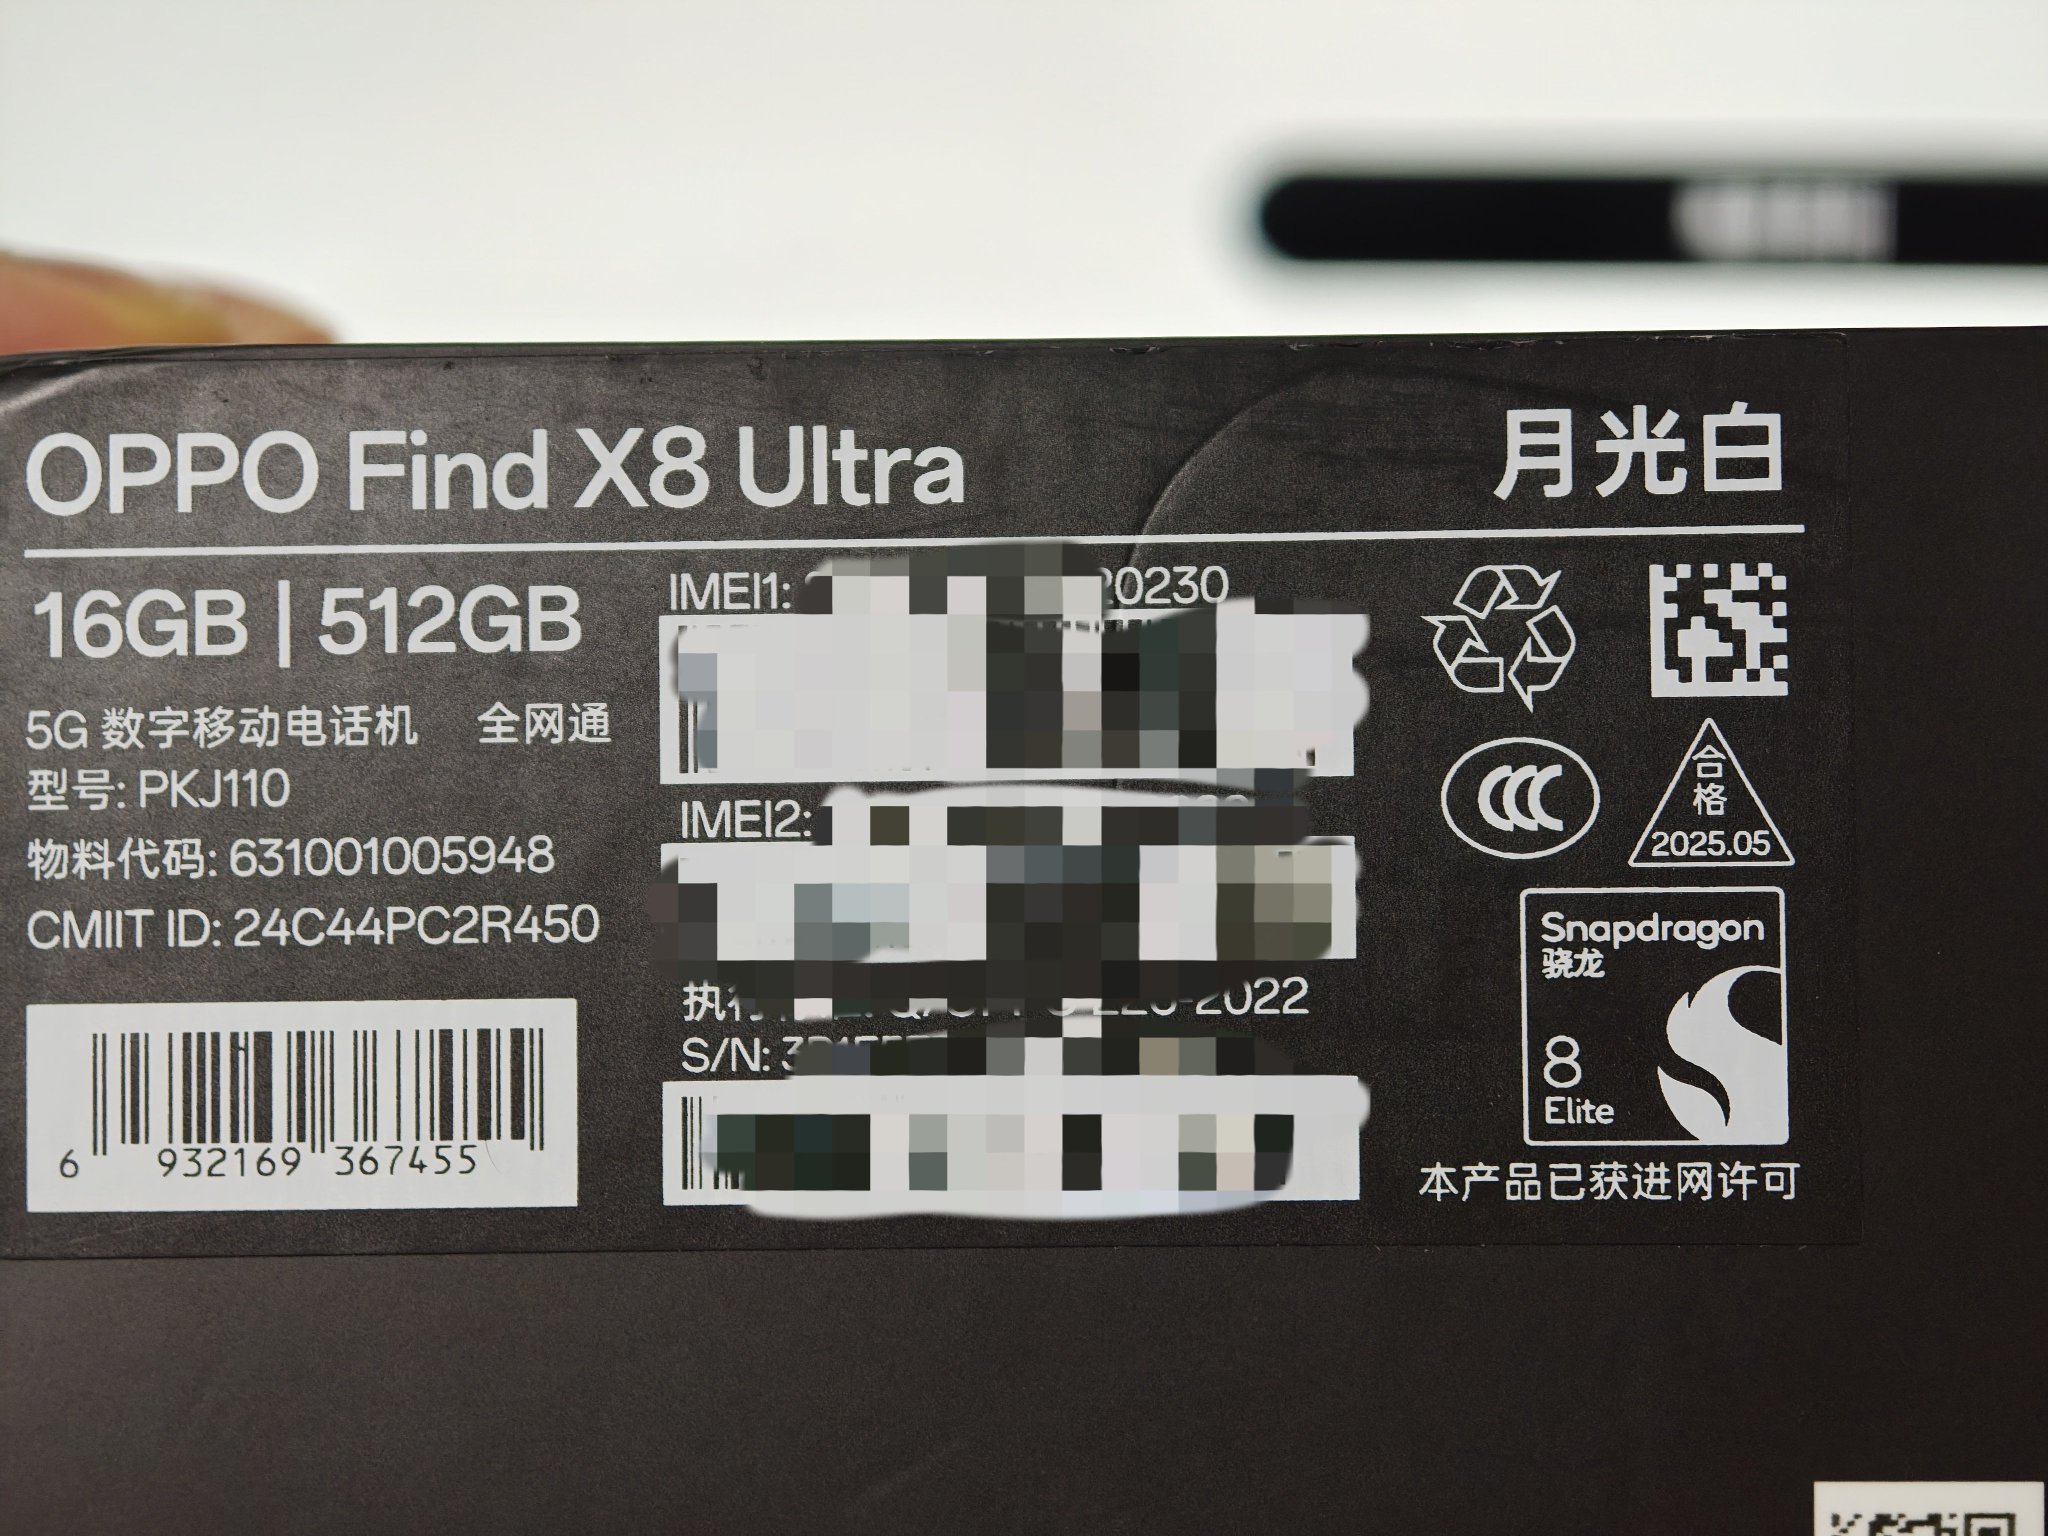 OPPO Find X8 Ultra
月光白
16GB | 512GB
5G 数字移动电话机 全网通
型号: PKJ110
物料代码: 631001005948
CMIIT ID: 24C44PC2R450
6 932169 367455
IMEI1:
20230
IMEI2:
执行
-2022
S/N:
合格
2025.05
Snapdragon
骁龙
8
Elite
本产品已获进网许可